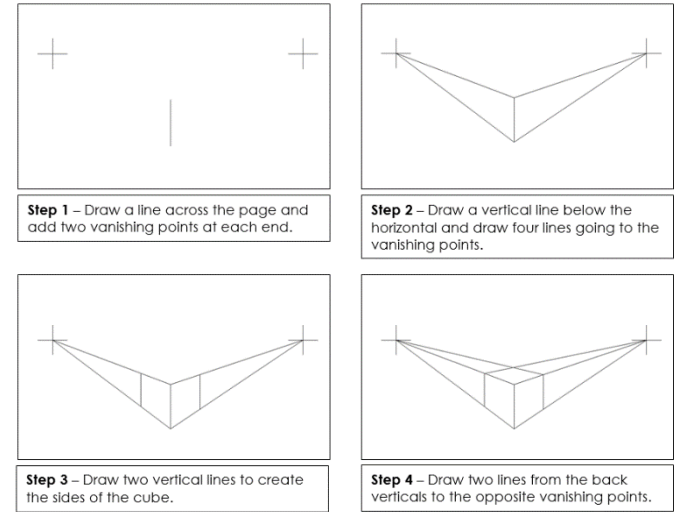 Step 1 – Draw a line across the page and
add two vanishing points at each end.
Step 2 – Draw a vertical line below the
horizontal and draw four lines going to the
vanishing points.
Step 3 – Draw two vertical lines to create
the sides of the cube.
Step 4 – Draw two lines from the back
verticals to the opposite vanishing points.